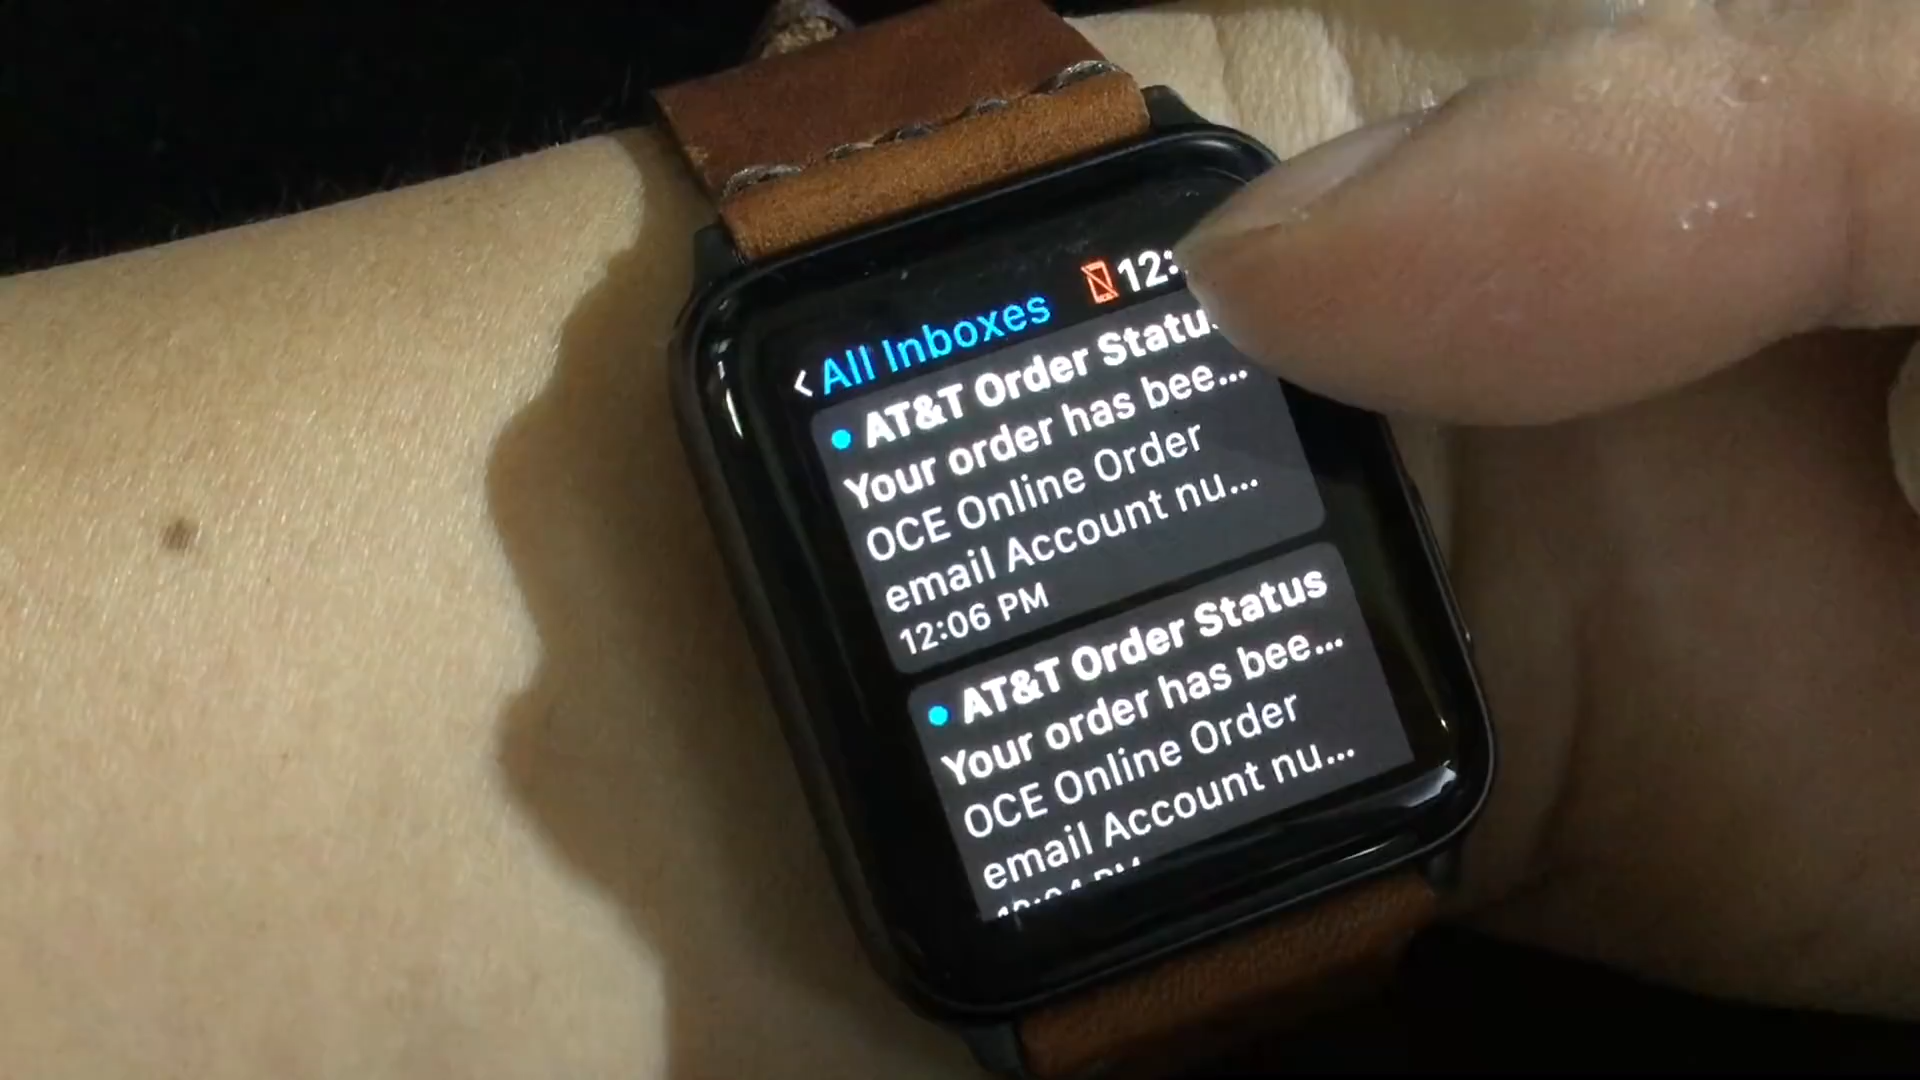 12:
< All Inboxes
AT&T Order Status
Your order has bee...
OCE Online Order
email Account nu...
12:06 PM
AT&T Order Status
Your order has bee...
OCE Online Order
email Account nu...